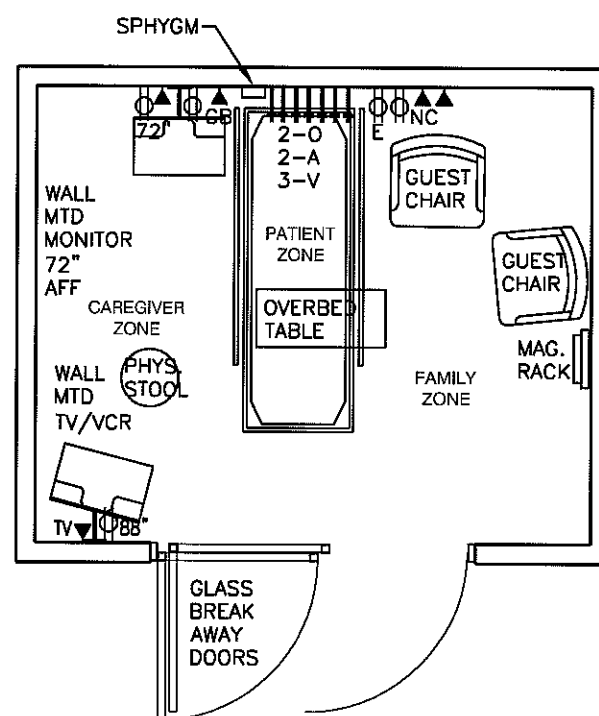 SPHYGM
72"
GB
E
NC
2-O
2-A
3-V
GUEST
CHAIR
WALL
MTD
MONITOR
72"
AFF
PATIENT
ZONE
GUEST
CHAIR
CAREGIVER
ZONE
OVERBED
TABLE
MAG.
RACK
PHYS.
STOOL
FAMILY
ZONE
WALL
MTD
TV/VCR
TV
88"
GLASS
BREAK
AWAY
DOORS